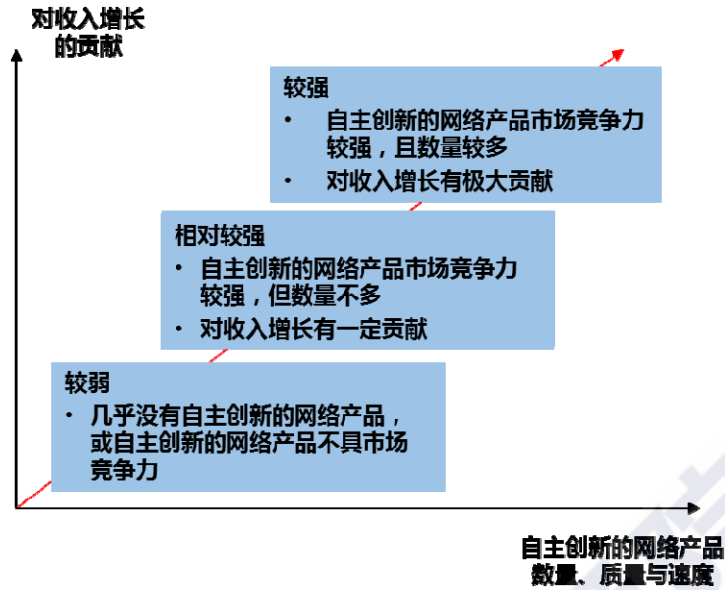 对收入增长
的贡献
较强
• 自主创新的网络产品市场竞争力
较强，且数量较多
• 对收入增长有极大贡献
相对较强
• 自主创新的网络产品市场竞争力
较强，但数量不多
• 对收入增长有一定贡献
较弱
• 几乎没有自主创新的网络产品，
或自主创新的网络产品不具市场
竞争力
自主创新的网络产品
数量、质量与速度